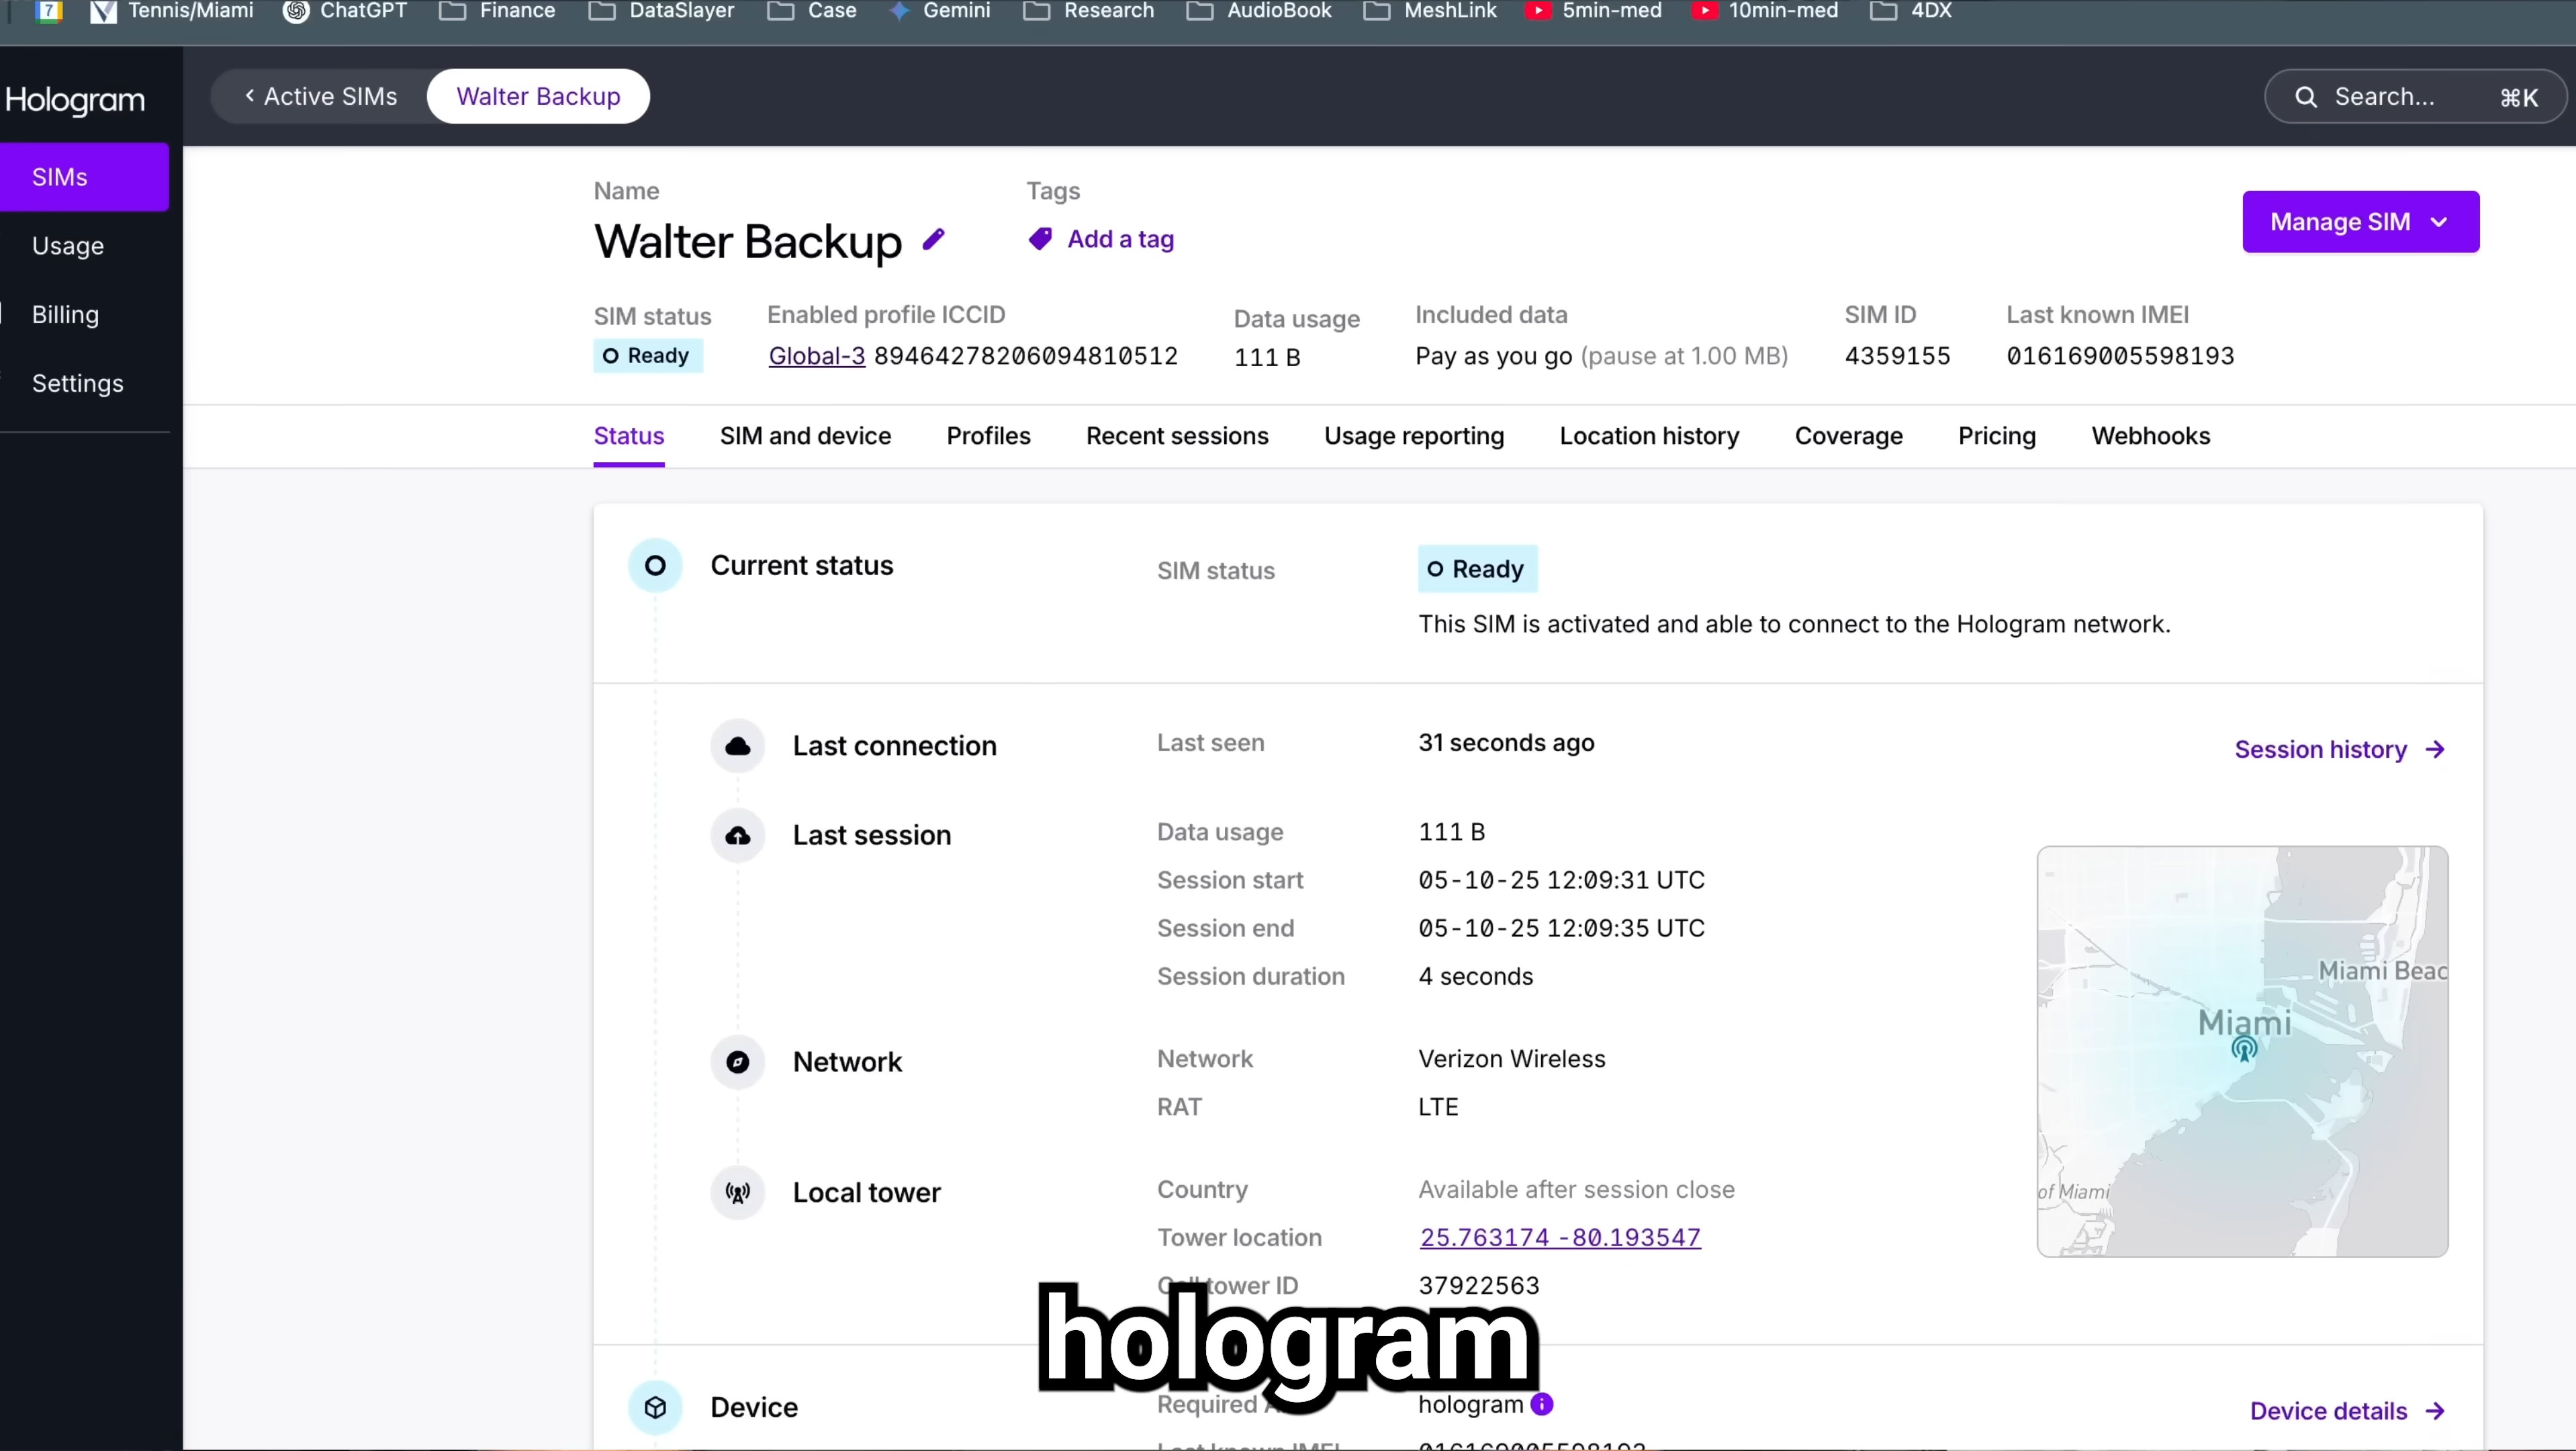 7 Tennis/Miami ChatGPT Finance DataSlayer Case Gemini Research AudioBook MeshLink 5min-med 10min-med 4DX
Hologram
Active SIMs Walter Backup
Search... ⌘K
SIMs
Usage
Billing
Settings
Name Tags
Walter Backup Add a tag
Manage SIM
SIM status Enabled profile ICCID Data usage Included data SIM ID Last known IMEI
Ready Global-3 89464278206094810512 111 B Pay as you go (pause at 1.00 MB) 4359155 016169005598193
Status SIM and device Profiles Recent sessions Usage reporting Location history Coverage Pricing Webhooks
Current status SIM status Ready
This SIM is activated and able to connect to the Hologram network.
Last connection Last seen 31 seconds ago Session history
Last session Data usage 111 B
Session start 05-10-25 12:09:31 UTC
Session end 05-10-25 12:09:35 UTC
Session duration 4 seconds
Miami Beac
Miami
of Miami
Network Network Verizon Wireless
RAT LTE
Local tower Country Available after session close
Tower location 25.763174 -80.193547
tower ID 37922563
hologram
Device Required hologram Device details
Last known IMEI 016169005598193